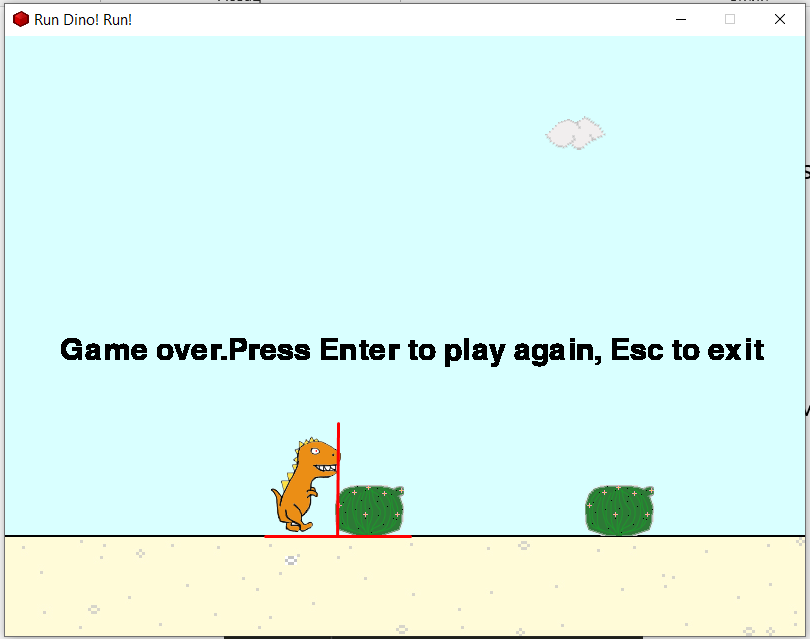 Run Dino! Run!
Game over.Press Enter to play again, Esc to exit